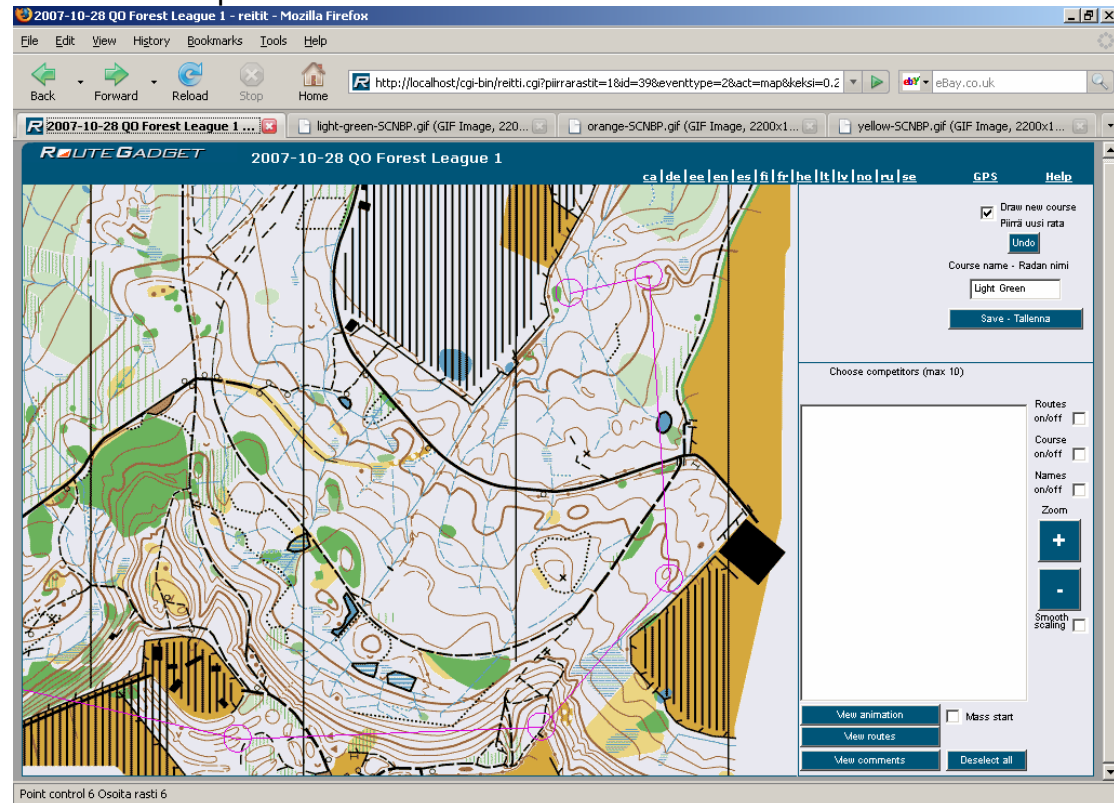 2007-10-28 QO Forest League 1 - reitit - Mozilla Firefox
File Edit View History Bookmarks Tools Help
Back Forward Reload Stop Home
http://localhost/cgi-bin/reitti.cgi?piirrarastit=1&id=39&eventtype=2&act=map&keksi=0.2
eBay.co.uk
2007-10-28 QO Forest League 1 ...
light-green-SCNBP.gif (GIF Image, 220...
orange-SCNBP.gif (GIF Image, 2200x1...
yellow-SCNBP.gif (GIF Image, 2200x1...
ROUTEGADGET
2007-10-28 QO Forest League 1
ca | de | ee | en | es | fi | fr | he | lt | lv | no | ru | se GPS Help
Draw new course
Piirrä uusi rata
Undo
Course name - Radan nimi
Light Green
Save - Tallenna
Choose competitors (max 10)
Routes
on/off
Course
on/off
Names
on/off
Zoom
+
-
Smooth
scaling
View animation
Mass start
View routes
View comments
Deselect all
Point control 6 Osoita rasti 6